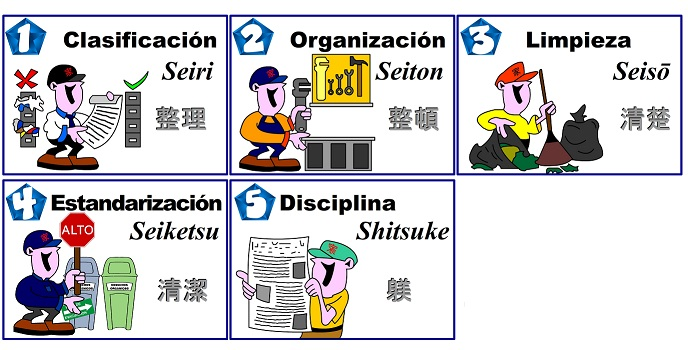 1 Clasificación
Seiri
整理
2 Organización
Seiton
整頓
3 Limpieza
Seisō
清楚
4 Estandarización
Seiketsu
ALTO
清潔
5 Disciplina
Shitsuke
躾